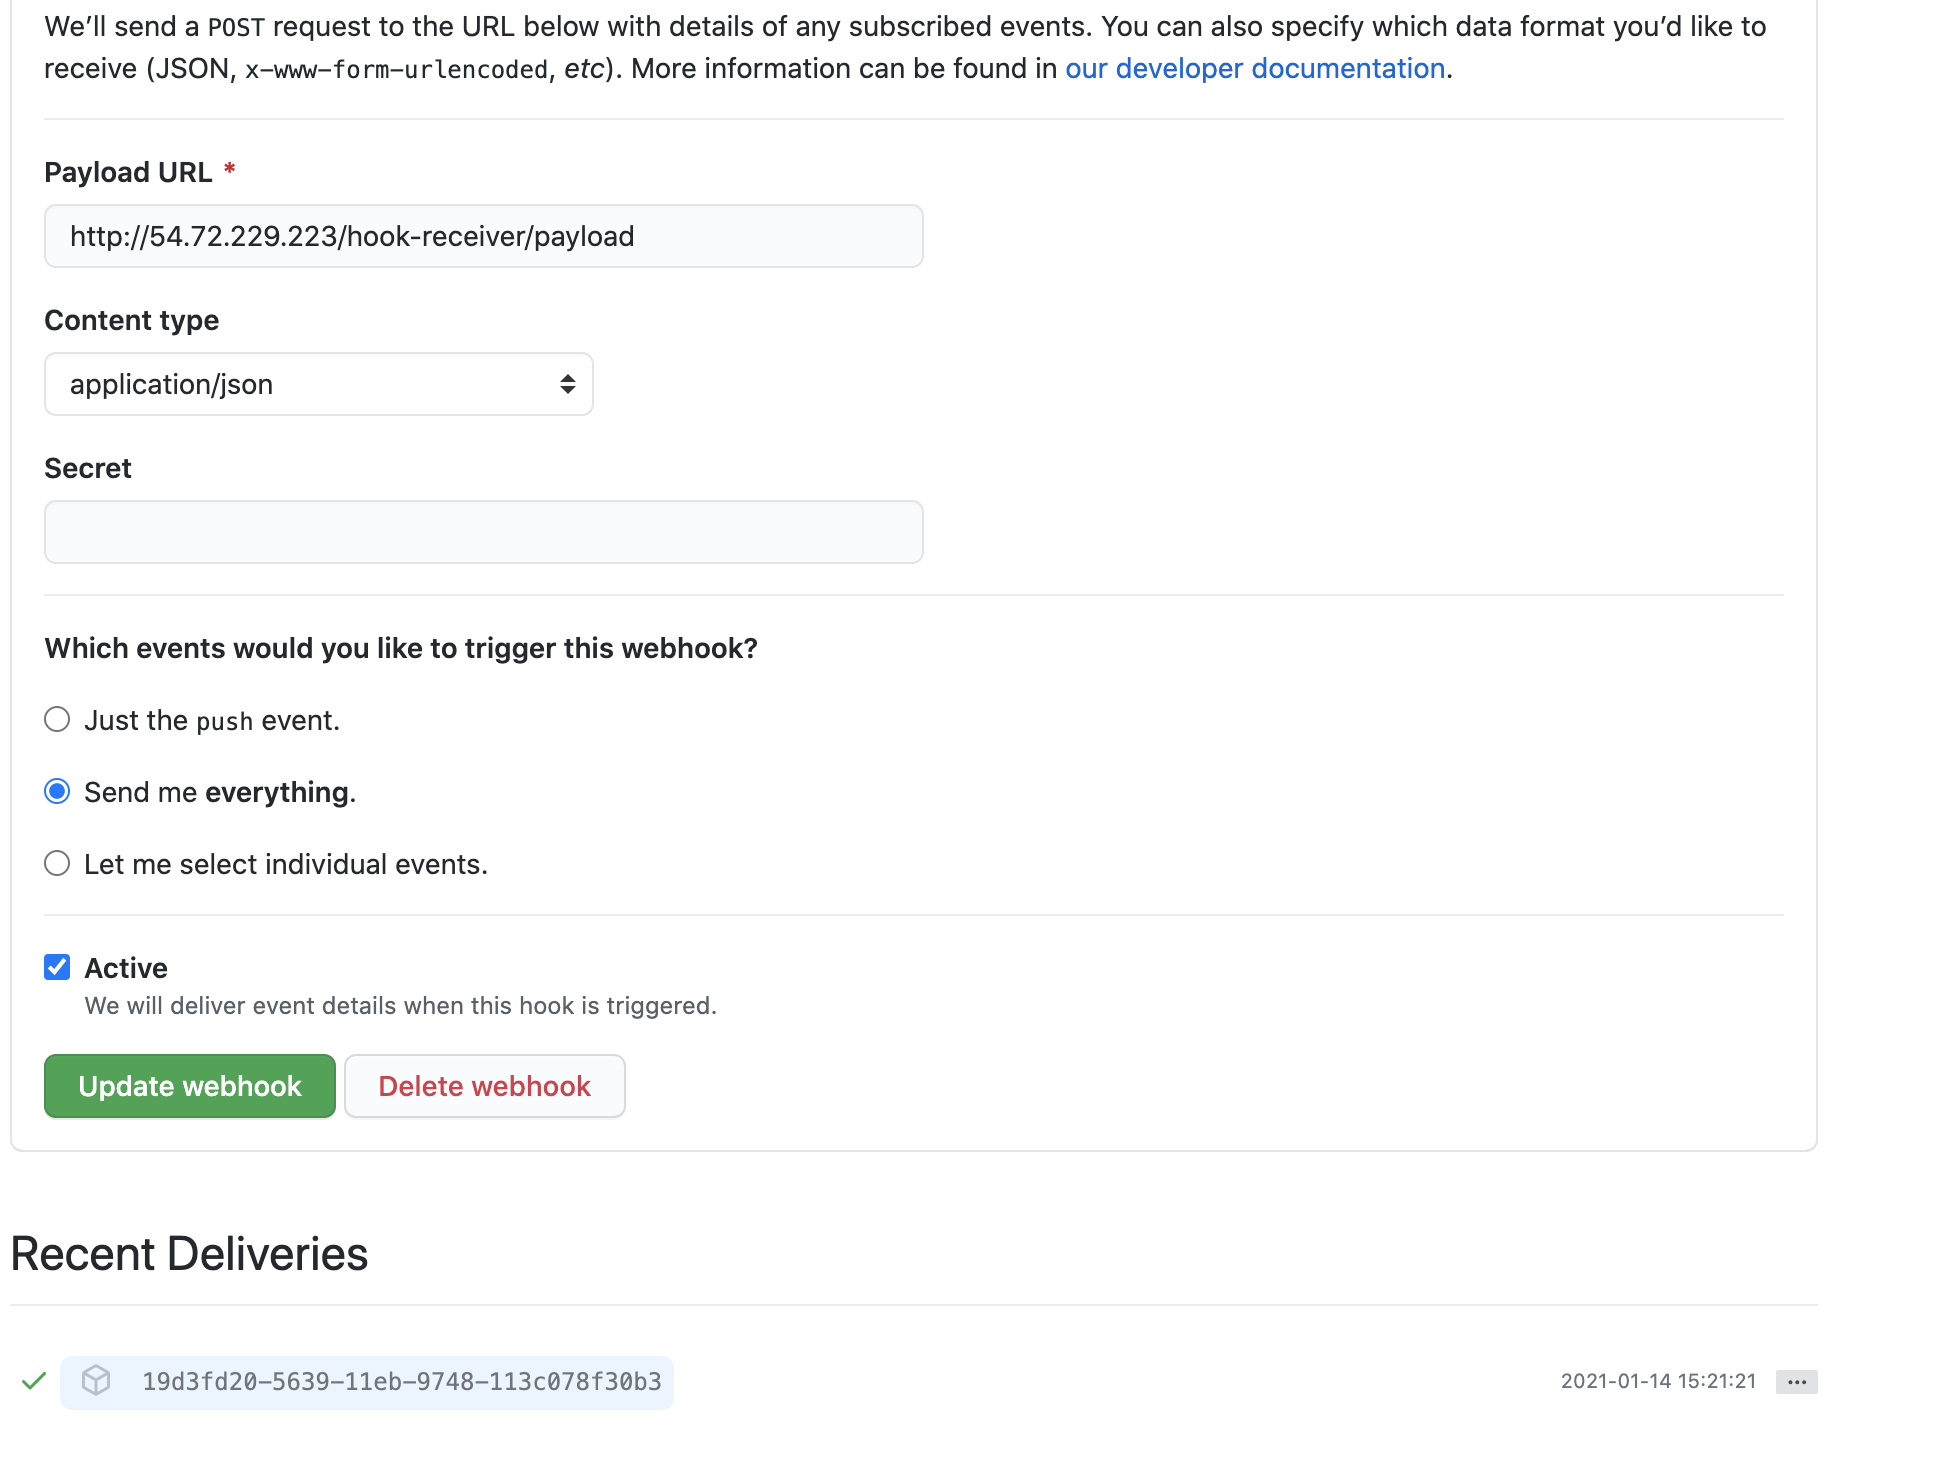 We’ll send a POST request to the URL below with details of any subscribed events. You can also specify which data format you’d like to
receive (JSON, x-www-form-urlencoded, etc). More information can be found in our developer documentation.
Payload URL *
http://54.72.229.223/hook-receiver/payload
Content type
application/json
Secret
Which events would you like to trigger this webhook?
Just the push event.
Send me everything.
Let me select individual events.
Active
We will deliver event details when this hook is triggered.
Update webhook Delete webhook
Recent Deliveries
19d3fd20-5639-11eb-9748-113c078f30b3 2021-01-14 15:21:21 ...